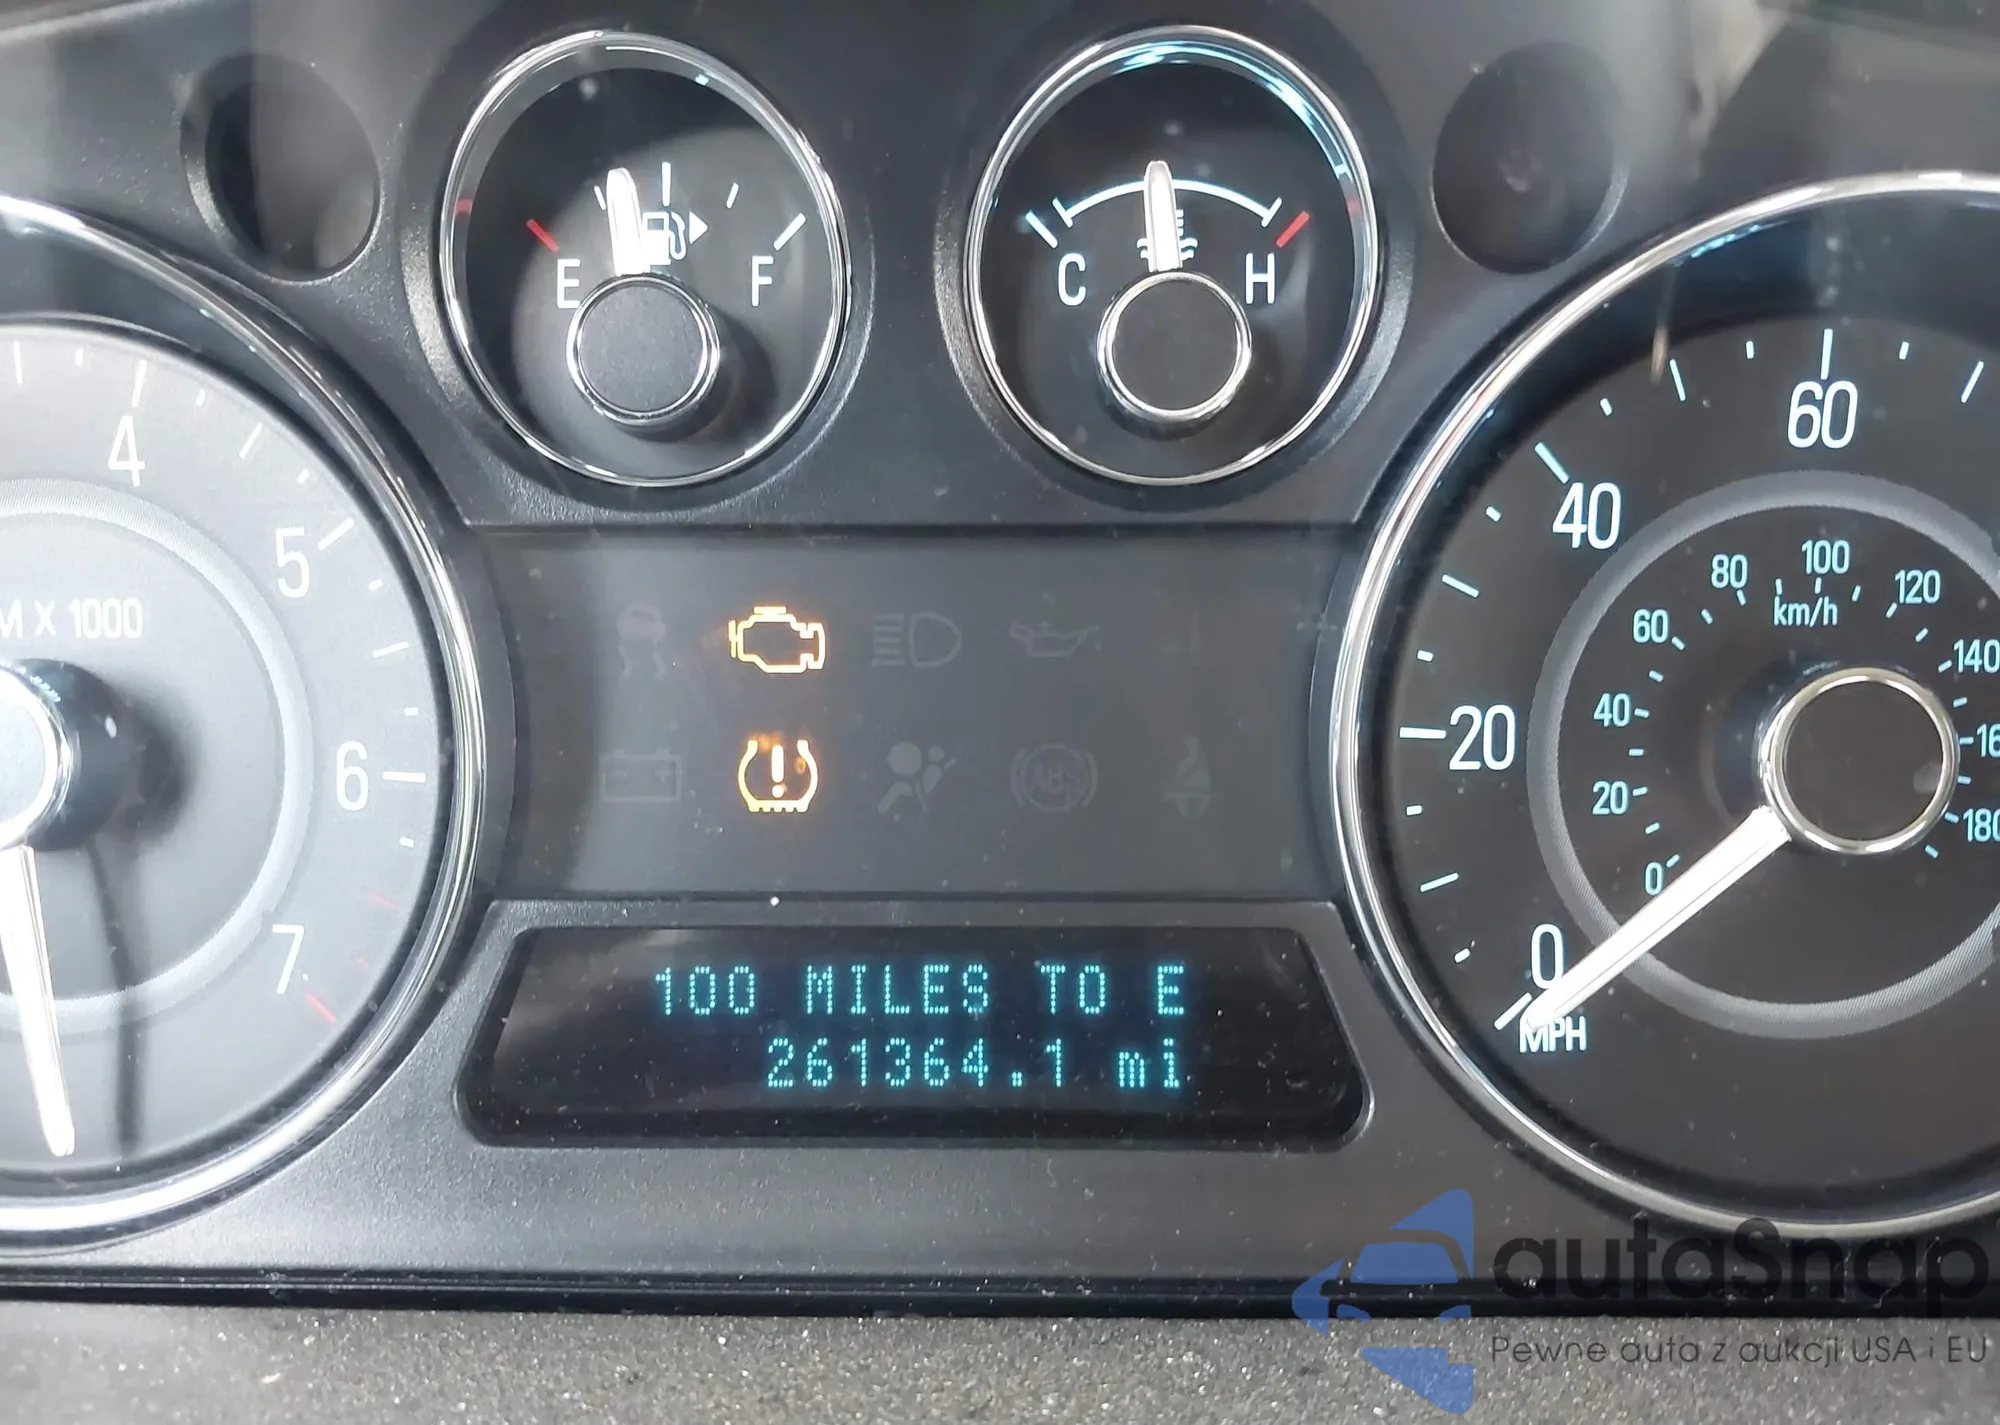 E F
C H
4
5
M X 1000
6
7
60
40
20
0
MPH
80 100 120
km/h
60
140
40
20
0
180
ABS
100 MILES TO E
261364.1 mi
autaSnap
Pewne auta z aukcji USA i EU